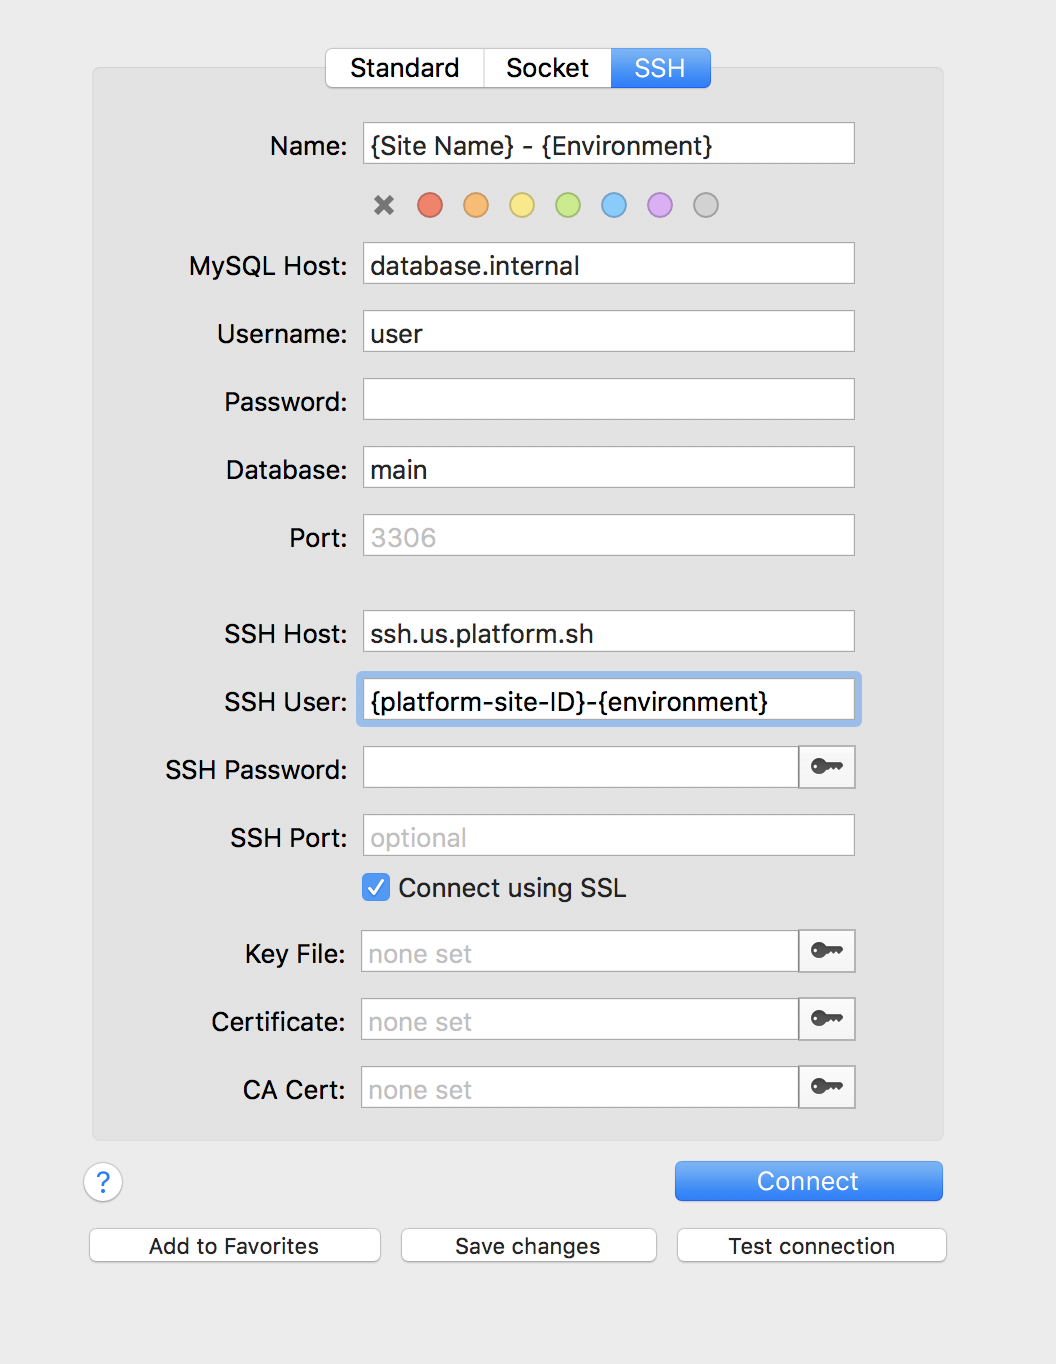 Standard Socket SSH
Name: {Site Name} - {Environment}
MySQL Host: database.internal
Username: user
Password:
Database: main
Port: 3306
SSH Host: ssh.us.platform.sh
SSH User: {platform-site-ID}-{environment}
SSH Password:
SSH Port: optional
Connect using SSL
Key File: none set
Certificate: none set
CA Cert: none set
? Connect
Add to Favorites Save changes Test connection